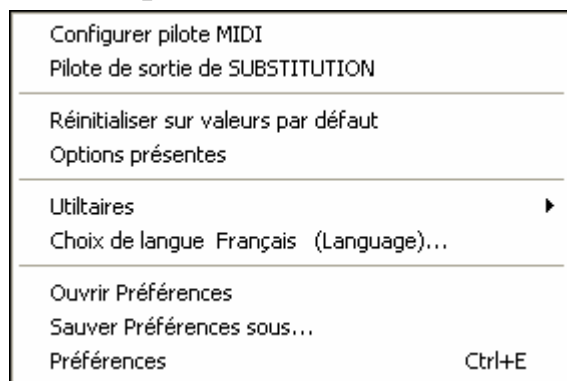 Configurer pilote MIDI
Pilote de sortie de SUBSTITUTION
Réinitialiser sur valeurs par défaut
Options présentes
Utiltaires
Choix de langue Français (Language)...
Ouvrir Préférences
Sauver Préférences sous...
Préférences Ctrl+E